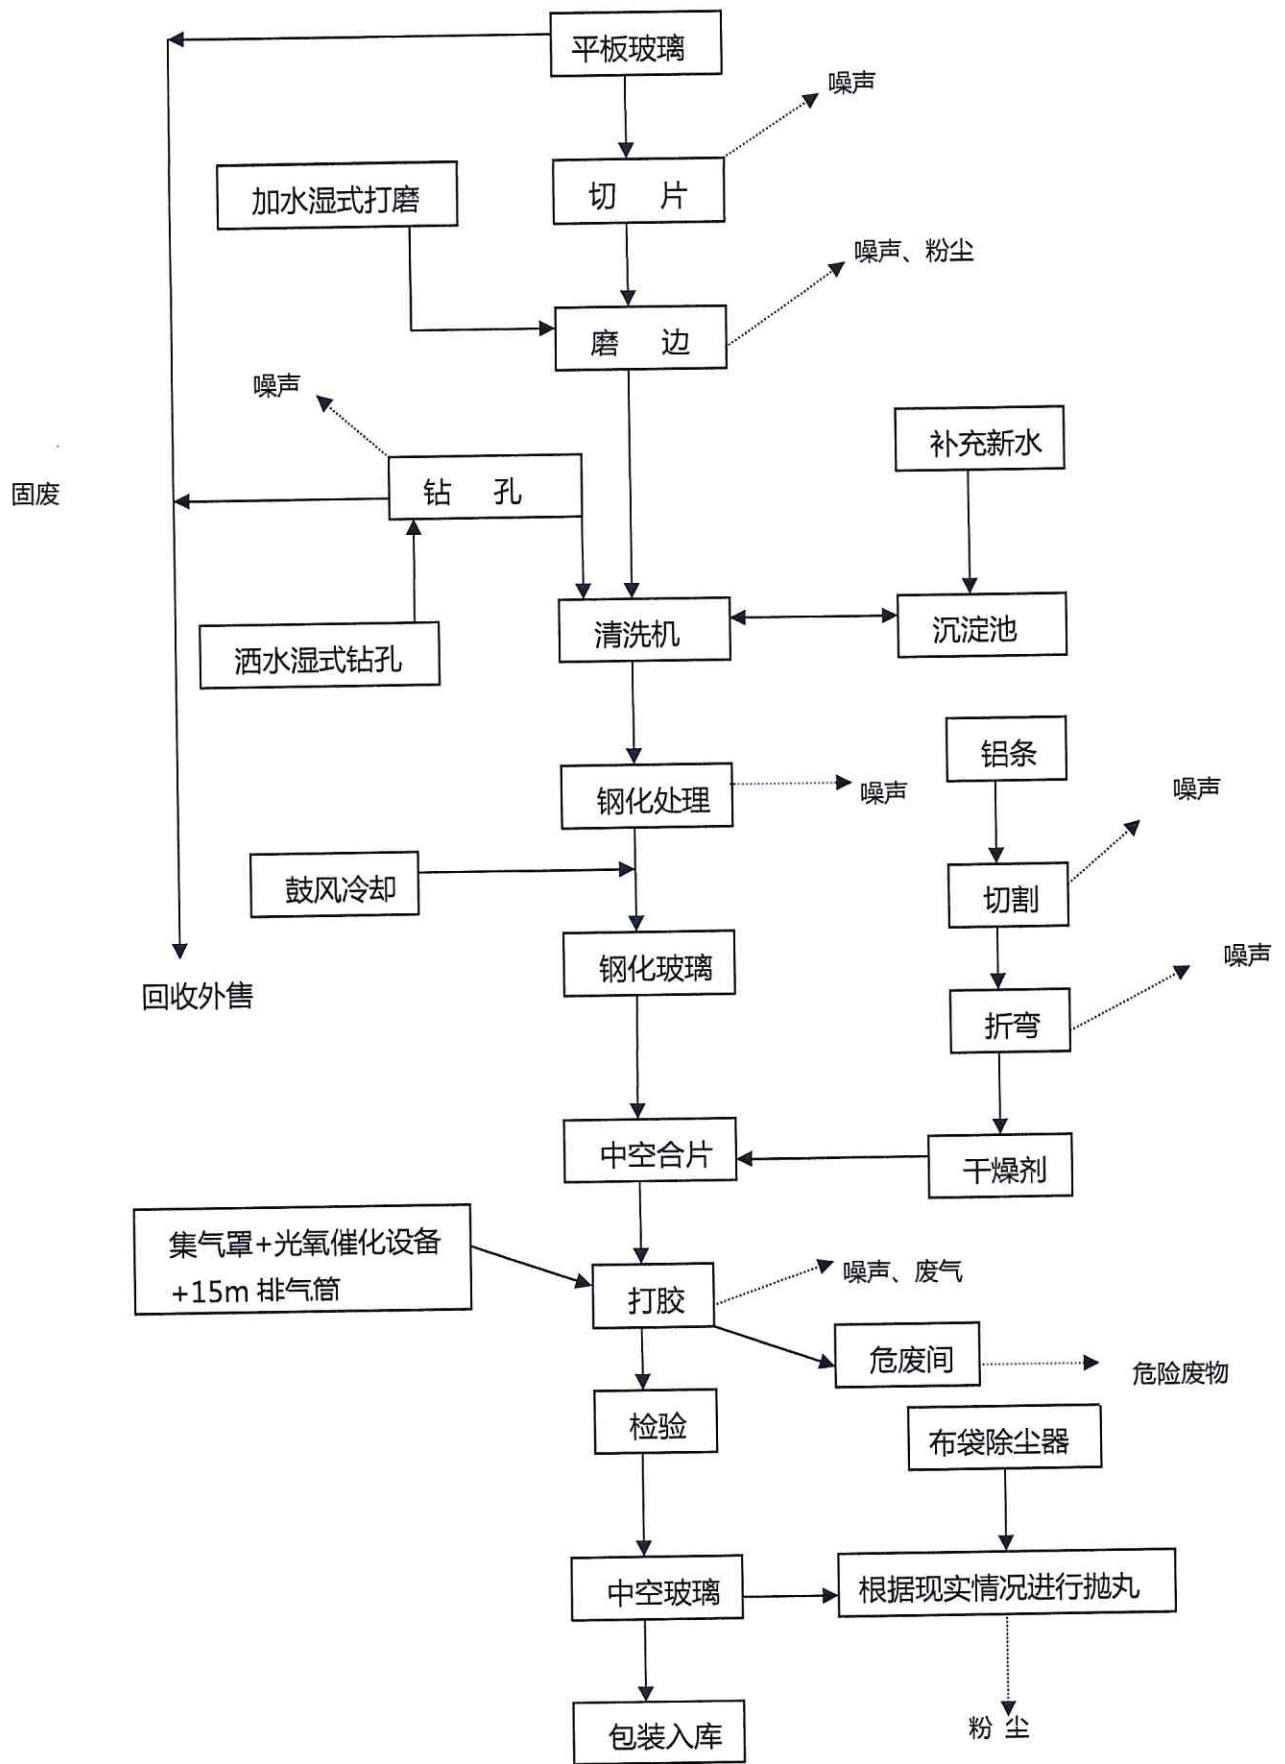 平板玻璃
噪声
加水湿式打磨
切 片
噪声、粉尘
磨 边
噪声
补充新水
钻 孔
固废
清洗机
沉淀池
洒水湿式钻孔
铝条
钢化处理
噪声
噪声
鼓风冷却
切割
钢化玻璃
噪声
回收外售
折弯
中空合片
干燥剂
集气罩+光氧催化设备
+15m 排气筒
噪声、废气
打胶
危废间
危险废物
检验
布袋除尘器
中空玻璃
根据现实情况进行抛丸
包装入库
粉 尘